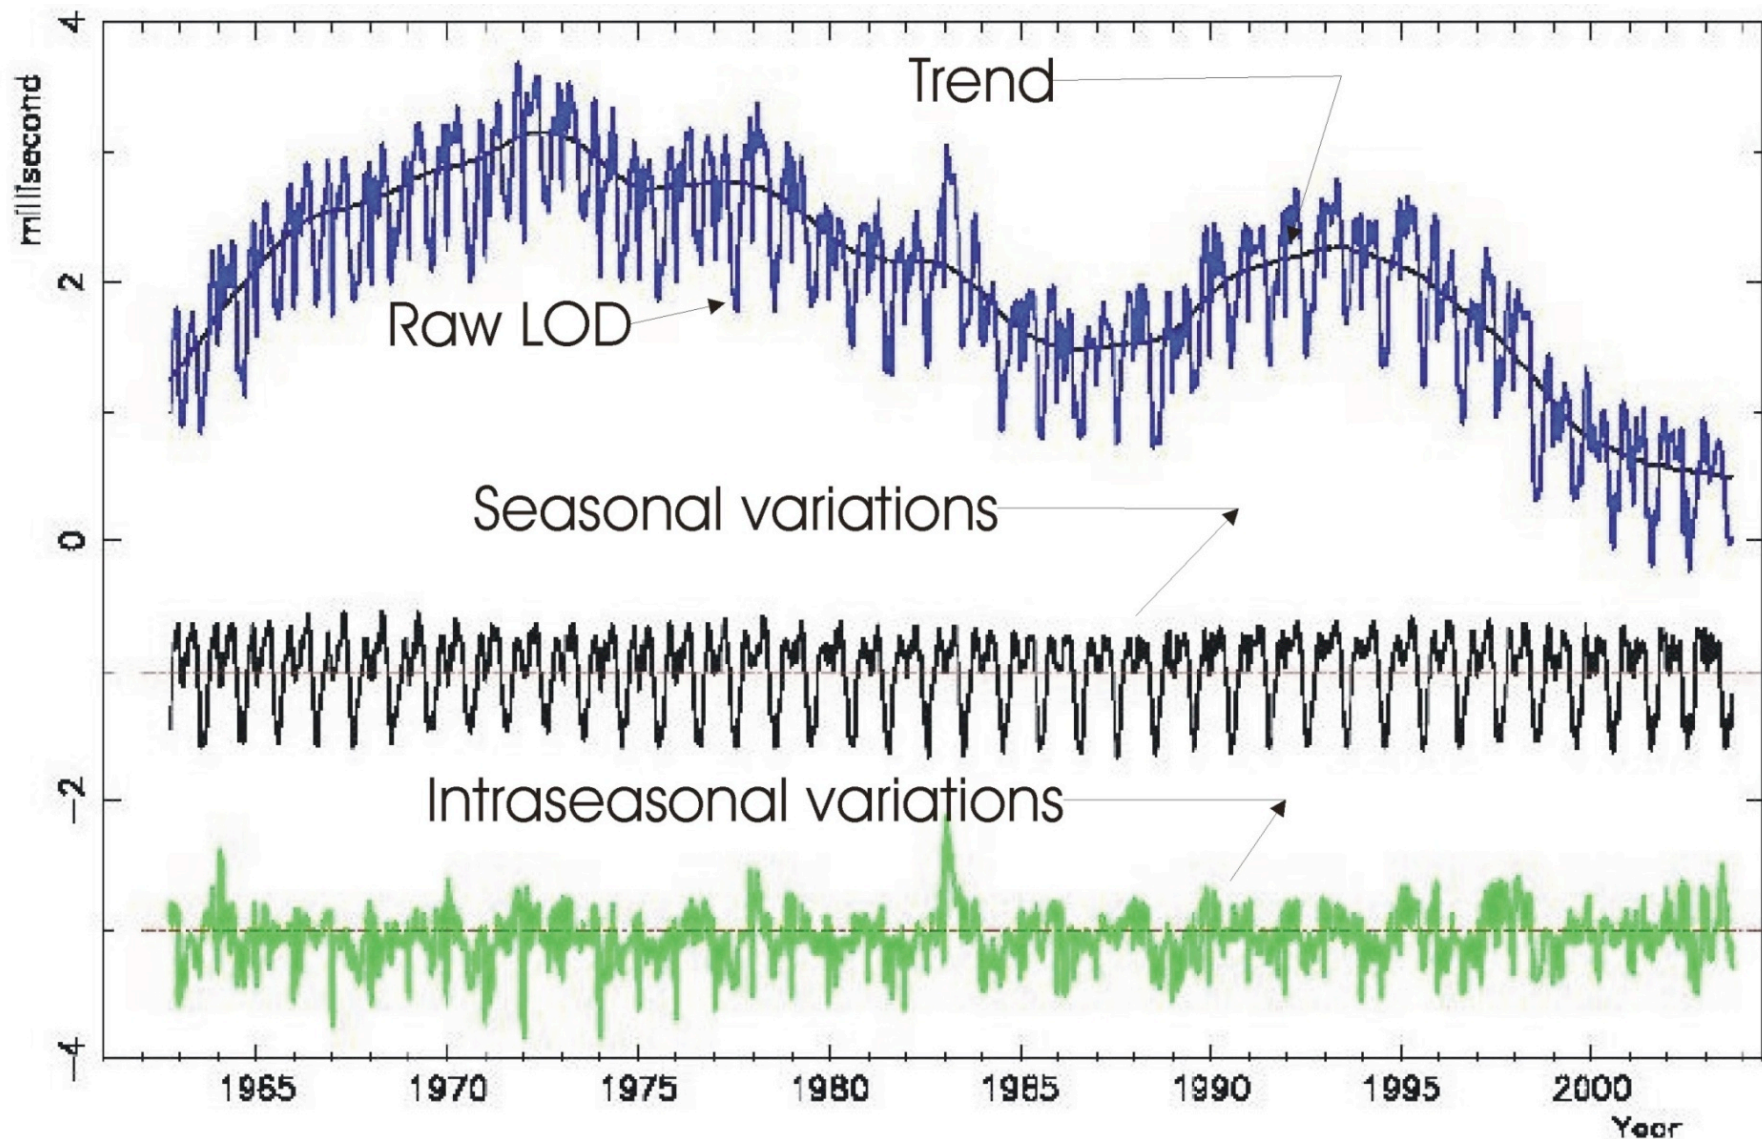 4
millisecond
Trend
2
Raw LOD
Seasonal variations
0
Intraseasonal variations
-2
-4
1965 1970 1975 1980 1985 1990 1995 2000
Year